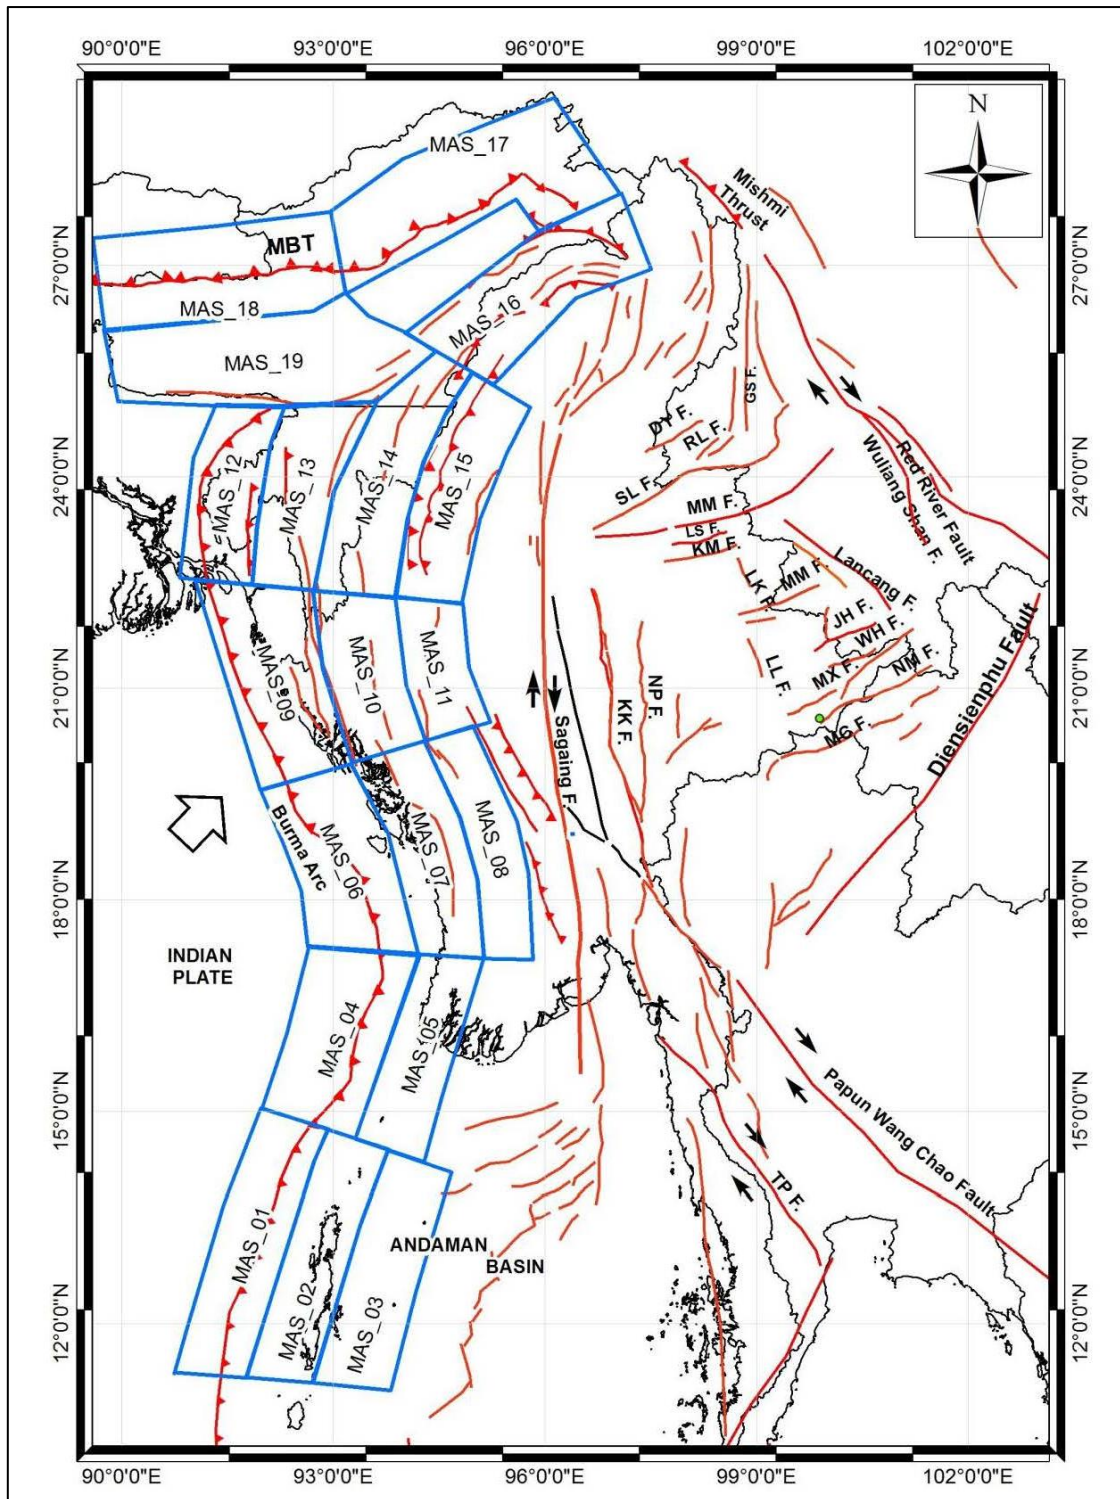 90°0'0"E 93°0'0"E 96°0'0"E 99°0'0"E 102°0'0"E
N
MAS_17
Mishmi
Thrust
MBT
27°0'0"N
27°0'0"N
MAS_18
MAS_16
MAS_19
GS F.
DY F.
RL F.
Red River Fault
Wuliang Shan F.
24°0'0"N
24°0'0"N
MAS_12
MAS_13
MAS_14
MAS_15
SL F.
MM F.
LS F.
KM F.
Lancang F.
LK F.
MM F.
JH F.
WH F.
MAS_09
MAS_10
MAS_11
21°0'0"N
21°0'0"N
LL F.
MX F.
NM F.
NP F.
KK F.
Sagaing F.
MC F.
Diensienphu Fault
Burma Arc
MAS_06
MAS_07
MAS_08
18°0'0"N
18°0'0"N
INDIAN
PLATE
MAS_04
MAS_05
15°0'0"N
15°0'0"N
Papun Wang Chao Fault
TP F.
MAS_01
MAS_02
MAS_03
ANDAMAN
BASIN
12°0'0"N
12°0'0"N
90°0'0"E 93°0'0"E 96°0'0"E 99°0'0"E 102°0'0"E